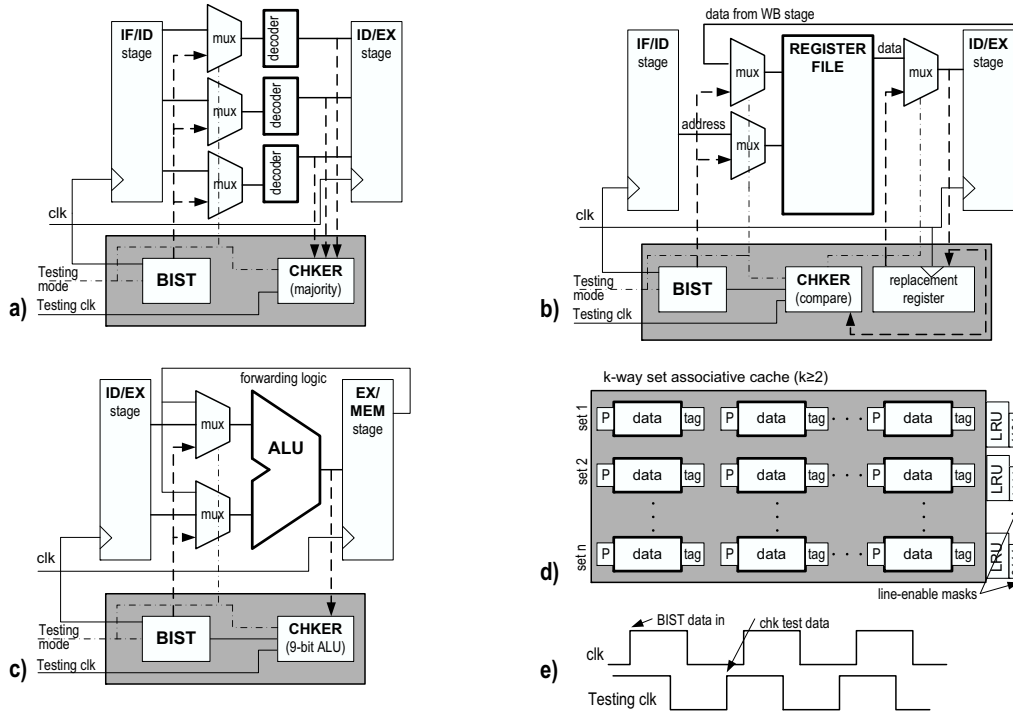 IF/ID
stage
mux
decoder
mux
decoder
mux
decoder
ID/EX
stage
clk
Testing
mode
BIST
CHKER
(majority)
Testing clk
a)
data from WB stage
IF/ID
stage
mux
REGISTER
FILE
data
mux
ID/EX
stage
address
mux
clk
Testing
mode
BIST
CHKER
(compare)
replacement
register
Testing clk
b)
forwarding logic
ID/EX
stage
mux
ALU
EX/
MEM
stage
mux
clk
Testing
mode
BIST
CHKER
(9-bit ALU)
Testing clk
c)
k-way set associative cache (k≥2)
set 1
P data tag P data tag · · · P data tag
LRU
set 2
P data tag P data tag · · · P data tag
LRU
set n
P data tag P data tag · · · P data tag
LRU
d)
line-enable masks
BIST data in
chk test data
clk
e)
Testing clk